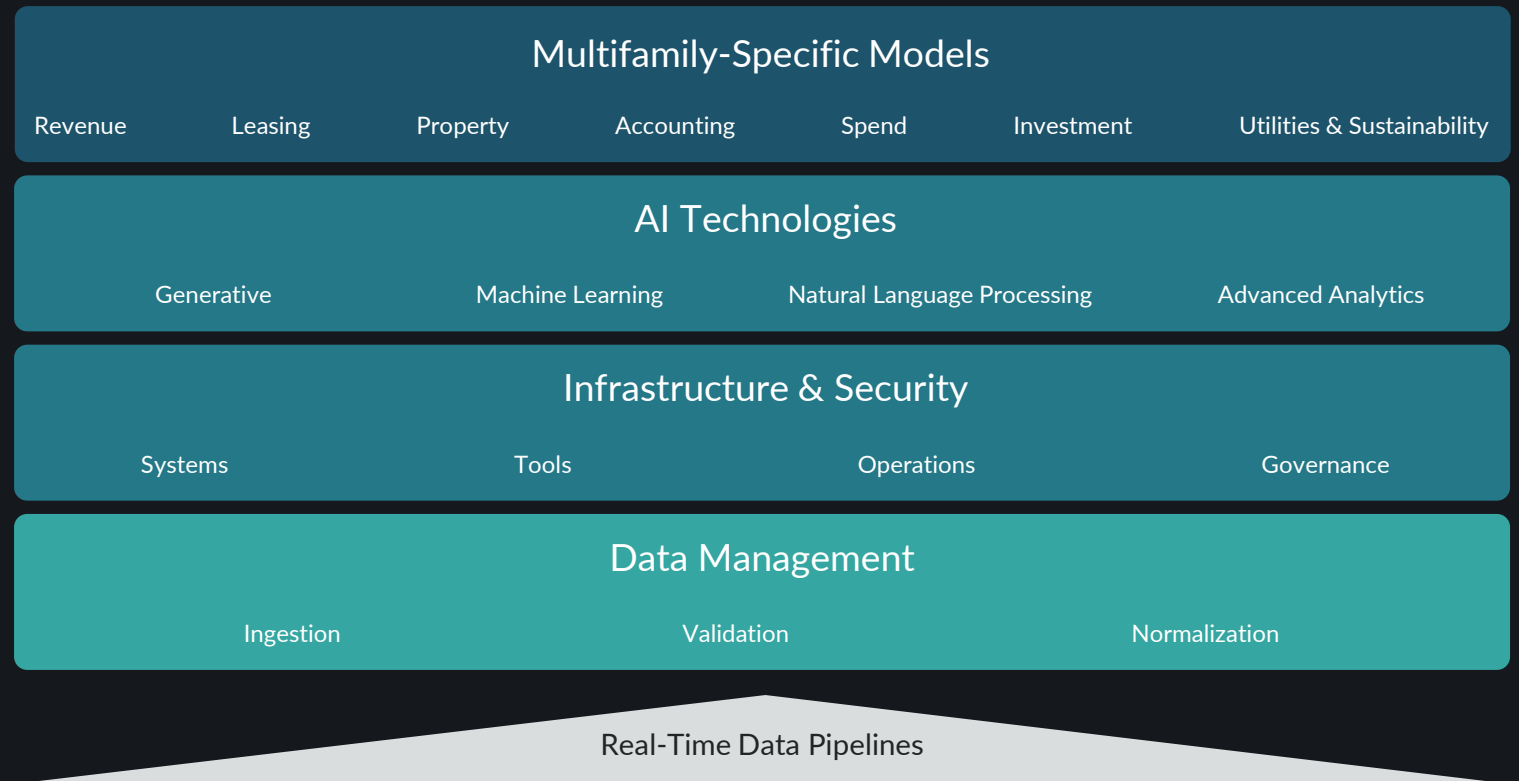 Multifamily-Specific Models
Revenue Leasing Property Accounting Spend Investment Utilities & Sustainability
AI Technologies
Generative Machine Learning Natural Language Processing Advanced Analytics
Infrastructure & Security
Systems Tools Operations Governance
Data Management
Ingestion Validation Normalization
Real-Time Data Pipelines